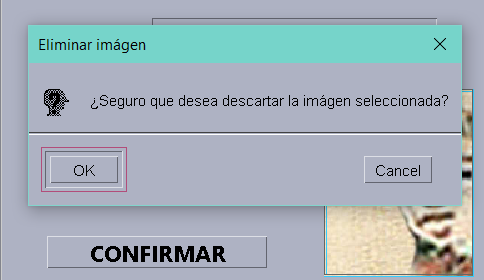 Eliminar imágen
¿Seguro que desea descartar la imágen seleccionada?
OK
Cancel
CONFIRMAR